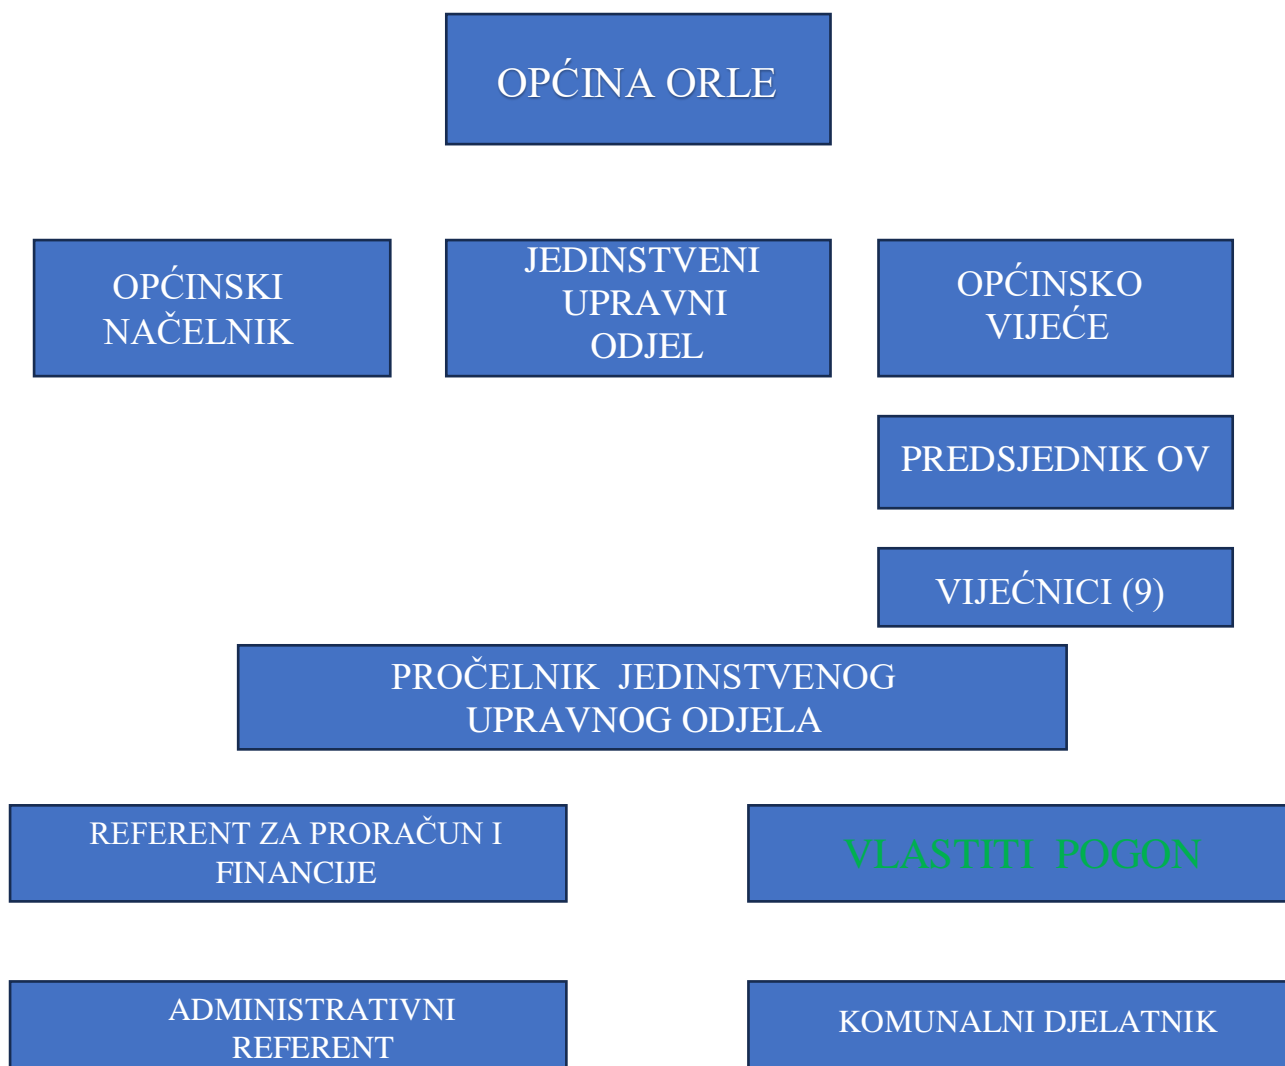 OPĆINA ORLE
OPĆINSKI
NAČELNIK
JEDINSTVENI
UPRAVNI
ODJEL
OPĆINSKO
VIJEĆE
PREDSJEDNIK OV
VIJEĆNICI (9)
PROČELNIK JEDINSTVENOG
UPRAVNOG ODJELA
REFERENT ZA PRORAČUN I
FINANCIJE
VLASTITI POGON
ADMINISTRATIVNI
REFERENT
KOMUNALNI DJELATNIK